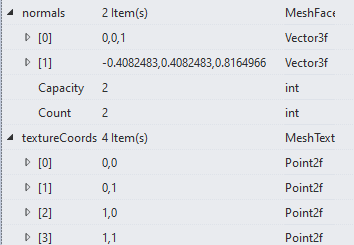 normals 2 Item(s) MeshFace
[0] 0,0,1 Vector3f
[1] -0.4082483,0.4082483,0.8164966 Vector3f
Capacity 2 int
Count 2 int
textureCoords 4 Item(s) MeshText
[0] 0,0 Point2f
[1] 0,1 Point2f
[2] 1,0 Point2f
[3] 1,1 Point2f